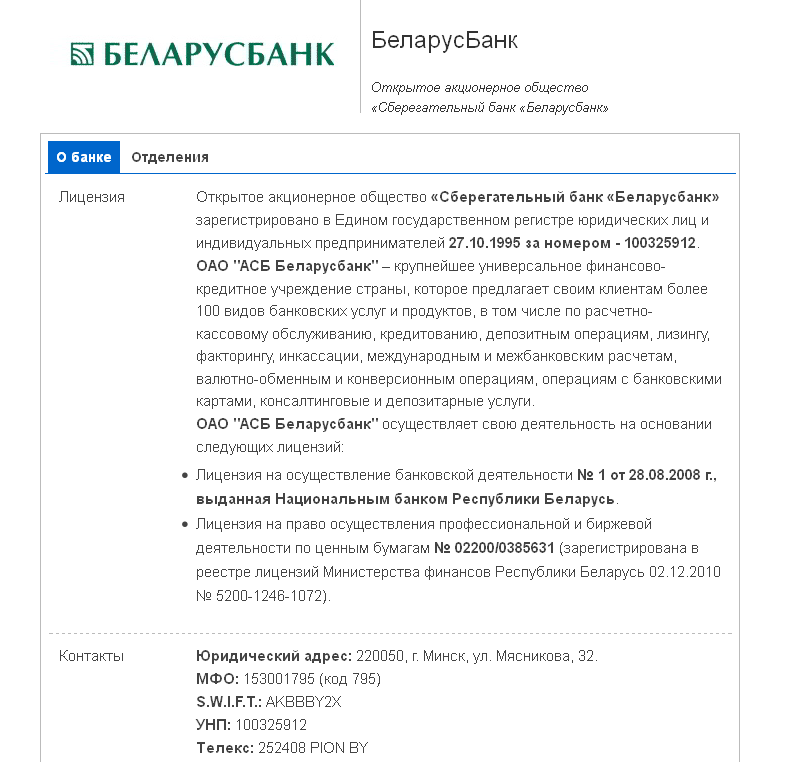 БЕЛАРУСБАНК
БеларусБанк
Открытое акционерное общество
«Сберегательный банк «Беларусбанк»
О банке Отделения
Лицензия
Открытое акционерное общество «Сберегательный банк «Беларусбанк»
зарегистрировано в Едином государственном регистре юридических лиц и
индивидуальных предпринимателей 27.10.1995 за номером - 100325912.
ОАО "АСБ Беларусбанк" – крупнейшее универсальное финансово-
кредитное учреждение страны, которое предлагает своим клиентам более
100 видов банковских услуг и продуктов, в том числе по расчетно-
кассовому обслуживанию, кредитованию, депозитным операциям, лизингу,
факторингу, инкассации, международным и межбанковским расчетам,
валютно-обменным и конверсионным операциям, операциям с банковскими
картами, консалтинговые и депозитарные услуги.
ОАО "АСБ Беларусбанк" осуществляет свою деятельность на основании
следующих лицензий:
• Лицензия на осуществление банковской деятельности № 1 от 28.08.2008 г.,
выданная Национальным банком Республики Беларусь.
• Лицензия на право осуществления профессиональной и биржевой
деятельности по ценным бумагам № 02200/0385631 (зарегистрирована в
реестре лицензий Министерства финансов Республики Беларусь 02.12.2010
№ 5200-1246-1072).
Контакты
Юридический адрес: 220050, г. Минск, ул. Мясникова, 32.
МФО: 153001795 (код 795)
S.W.I.F.T.: AKBBBY2X
УНП: 100325912
Телекс: 252408 PION BY